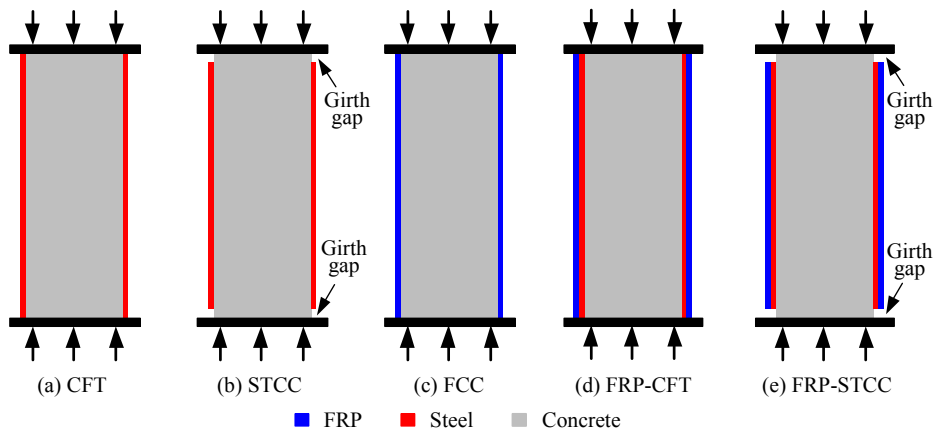 Girth
gap
Girth
gap
Girth
gap
Girth
gap
(a) CFT
(b) STCC
(c) FCC
(d) FRP-CFT
(e) FRP-STCC
FRP
Steel
Concrete